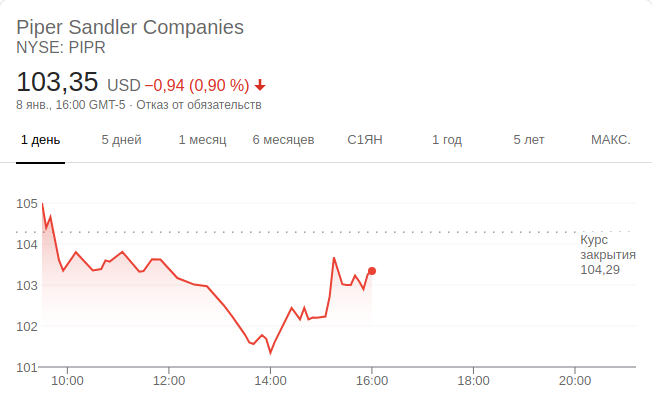 Piper Sandler Companies
NYSE: PIPR
103,35 USD −0,94 (0,90 %)
8 янв., 16:00 GMT-5 · Отказ от обязательств
1 день 5 дней 1 месяц 6 месяцев С1ЯН 1 год 5 лет МАКС.
105
104
103
102
101
Курс
закрытия
104,29
10:00 12:00 14:00 16:00 18:00 20:00